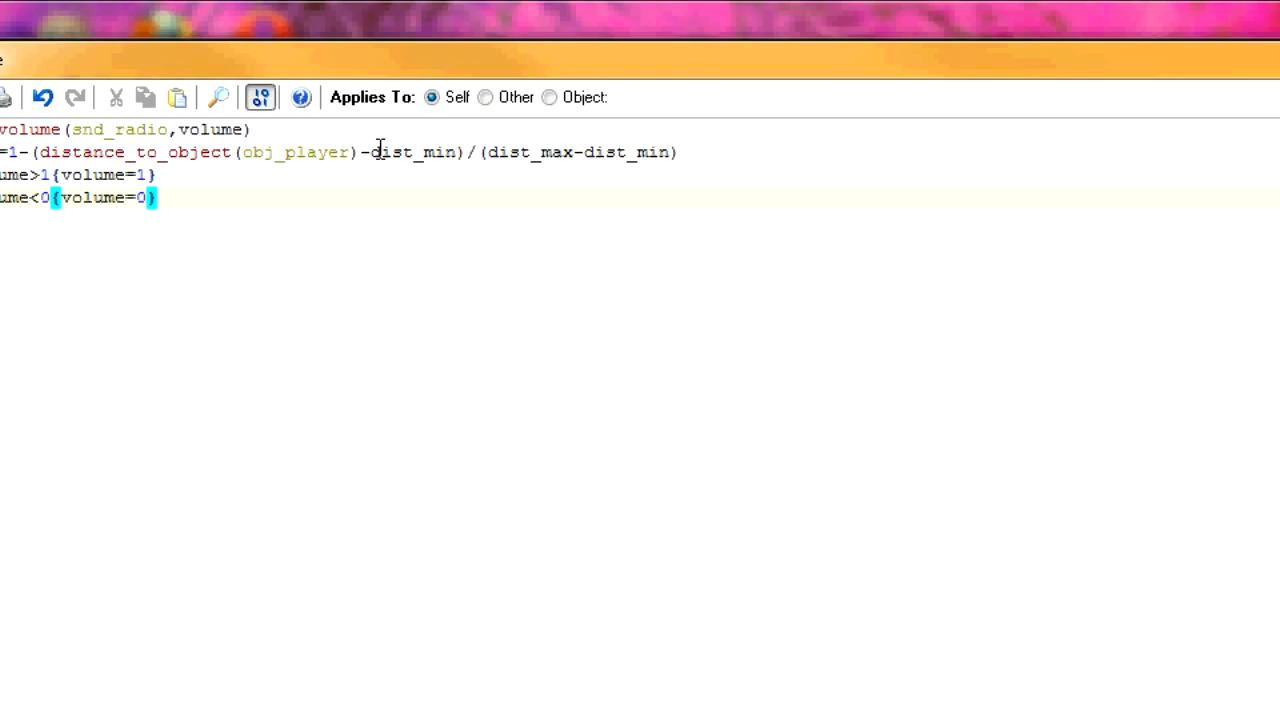 e
Applies To: Self Other Object:
volume(snd_radio,volume)
=1-(distance_to_object(obj_player)-dist_min)/(dist_max-dist_min)
ume>1{volume=1}
ume<0{volume=0}